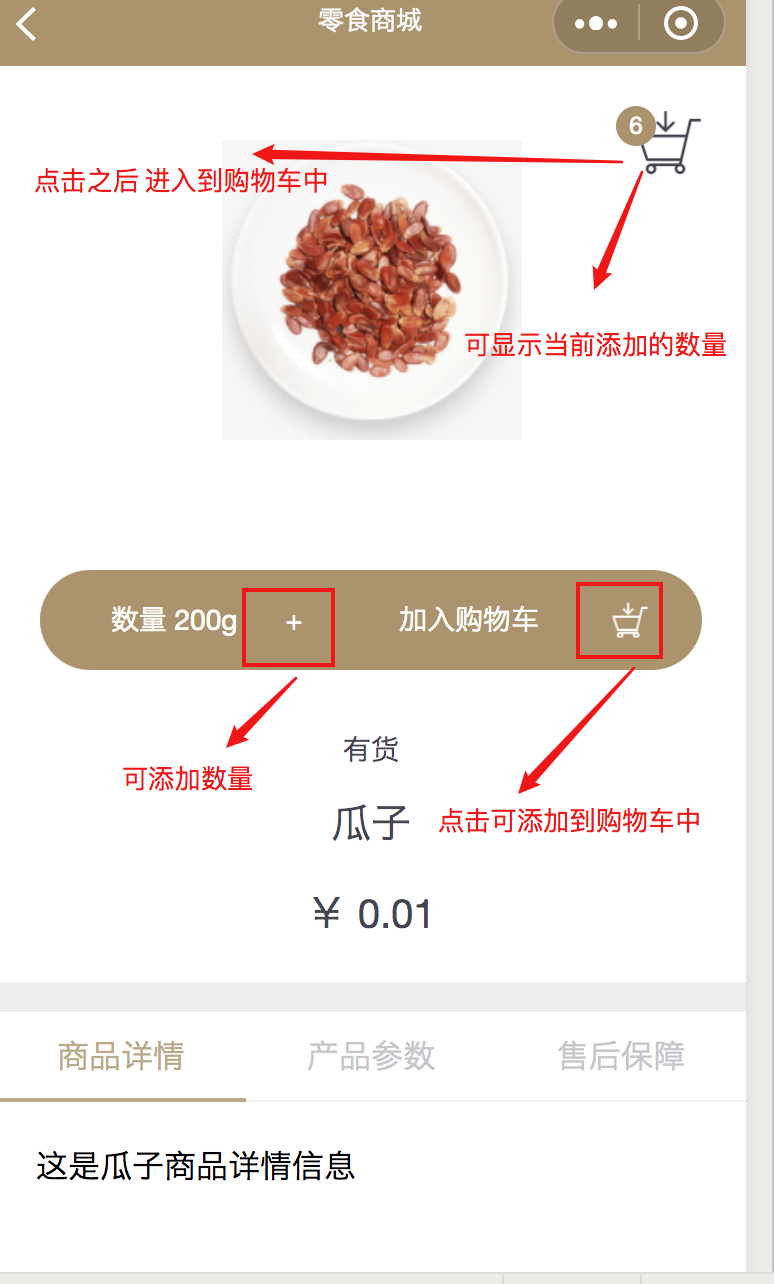 零食商城
6
点击之后 进入到购物车中
可显示当前添加的数量
数量 200g + 加入购物车
可添加数量
有货
瓜子
点击可添加到购物车中
￥ 0.01
商品详情 产品参数 售后保障
这是瓜子商品详情信息